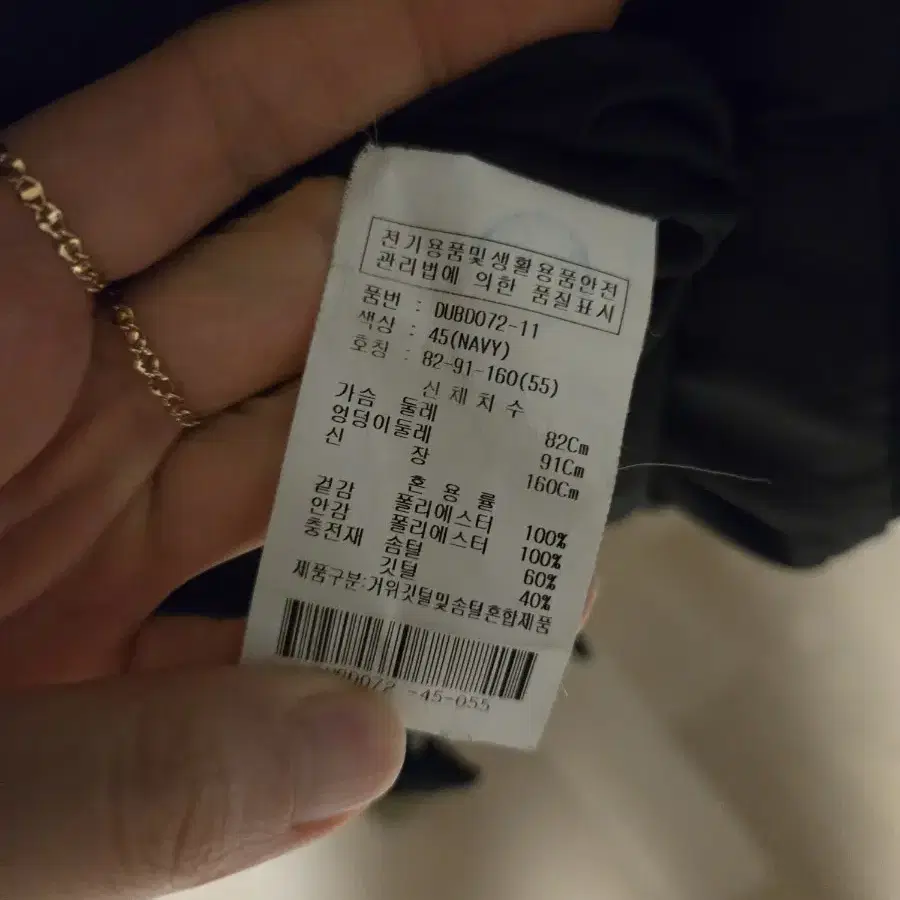 전기용품및생활용품안전
관리법에 의한 품질표시
품번 : DUBD072-11
색상 : 45(NAVY)
호칭 : 82-91-160(55)
신 체 치 수
가슴 둘레 82Cm
엉덩이둘레 91Cm
신 장 160Cm
혼 용 률
겉감 폴리에스터 100%
안감 폴리에스터 100%
충전재 솜털 60%
깃털 40%
제품구분:거위깃털및솜털혼합제품
-45-055